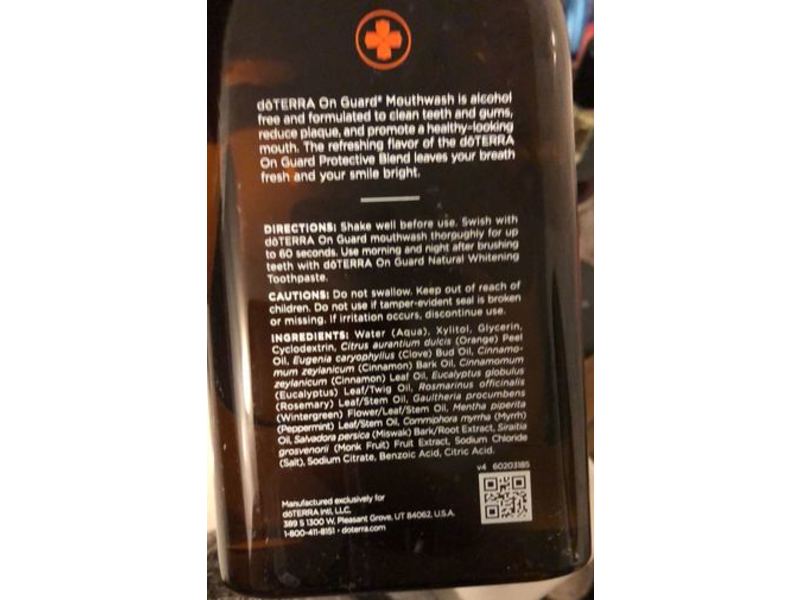 dōTERRA On Guard® Mouthwash is alcohol
free and formulated to clean teeth and gums,
reduce plaque, and promote a healthy-looking
mouth. The refreshing flavor of the dōTERRA
On Guard Protective Blend leaves your breath
fresh and your smile bright.
DIRECTIONS: Shake well before use. Swish with
dōTERRA On Guard mouthwash thoroughly for up
to 60 seconds. Use morning and night after brushing
teeth with dōTERRA On Guard Natural Whitening
Toothpaste.
CAUTIONS: Do not swallow. Keep out of reach of
children. Do not use if tamper-evident seal is broken
or missing. If irritation occurs, discontinue use.
INGREDIENTS: Water (Aqua), Xylitol, Glycerin,
Cyclodextrin, Citrus aurantium dulcis (Orange) Peel
Oil, Eugenia caryophyllus (Clove) Bud Oil, Cinnamo-
mum zeylanicum (Cinnamon) Bark Oil, Cinnamomum
zeylanicum (Cinnamon) Leaf Oil, Eucalyptus globulus
(Eucalyptus) Leaf/Twig Oil, Rosmarinus officinalis
(Rosemary) Leaf/Stem Oil, Gaultheria procumbens
(Wintergreen) Flower/Leaf/Stem Oil, Mentha piperita
(Peppermint) Leaf/Stem Oil, Commiphora myrrha (Myrrh)
Oil, Salvadora persica (Miswak) Bark/Root Extract, Siraitia
grosvenorii (Monk Fruit) Fruit Extract, Sodium Chloride
(Salt), Sodium Citrate, Benzoic Acid, Citric Acid.
v4 60203185
Manufactured exclusively for
dōTERRA Intl, LLC.
389 S 1300 W, Pleasant Grove, UT 84062, U.S.A.
1-800-411-8151 • doterra.com